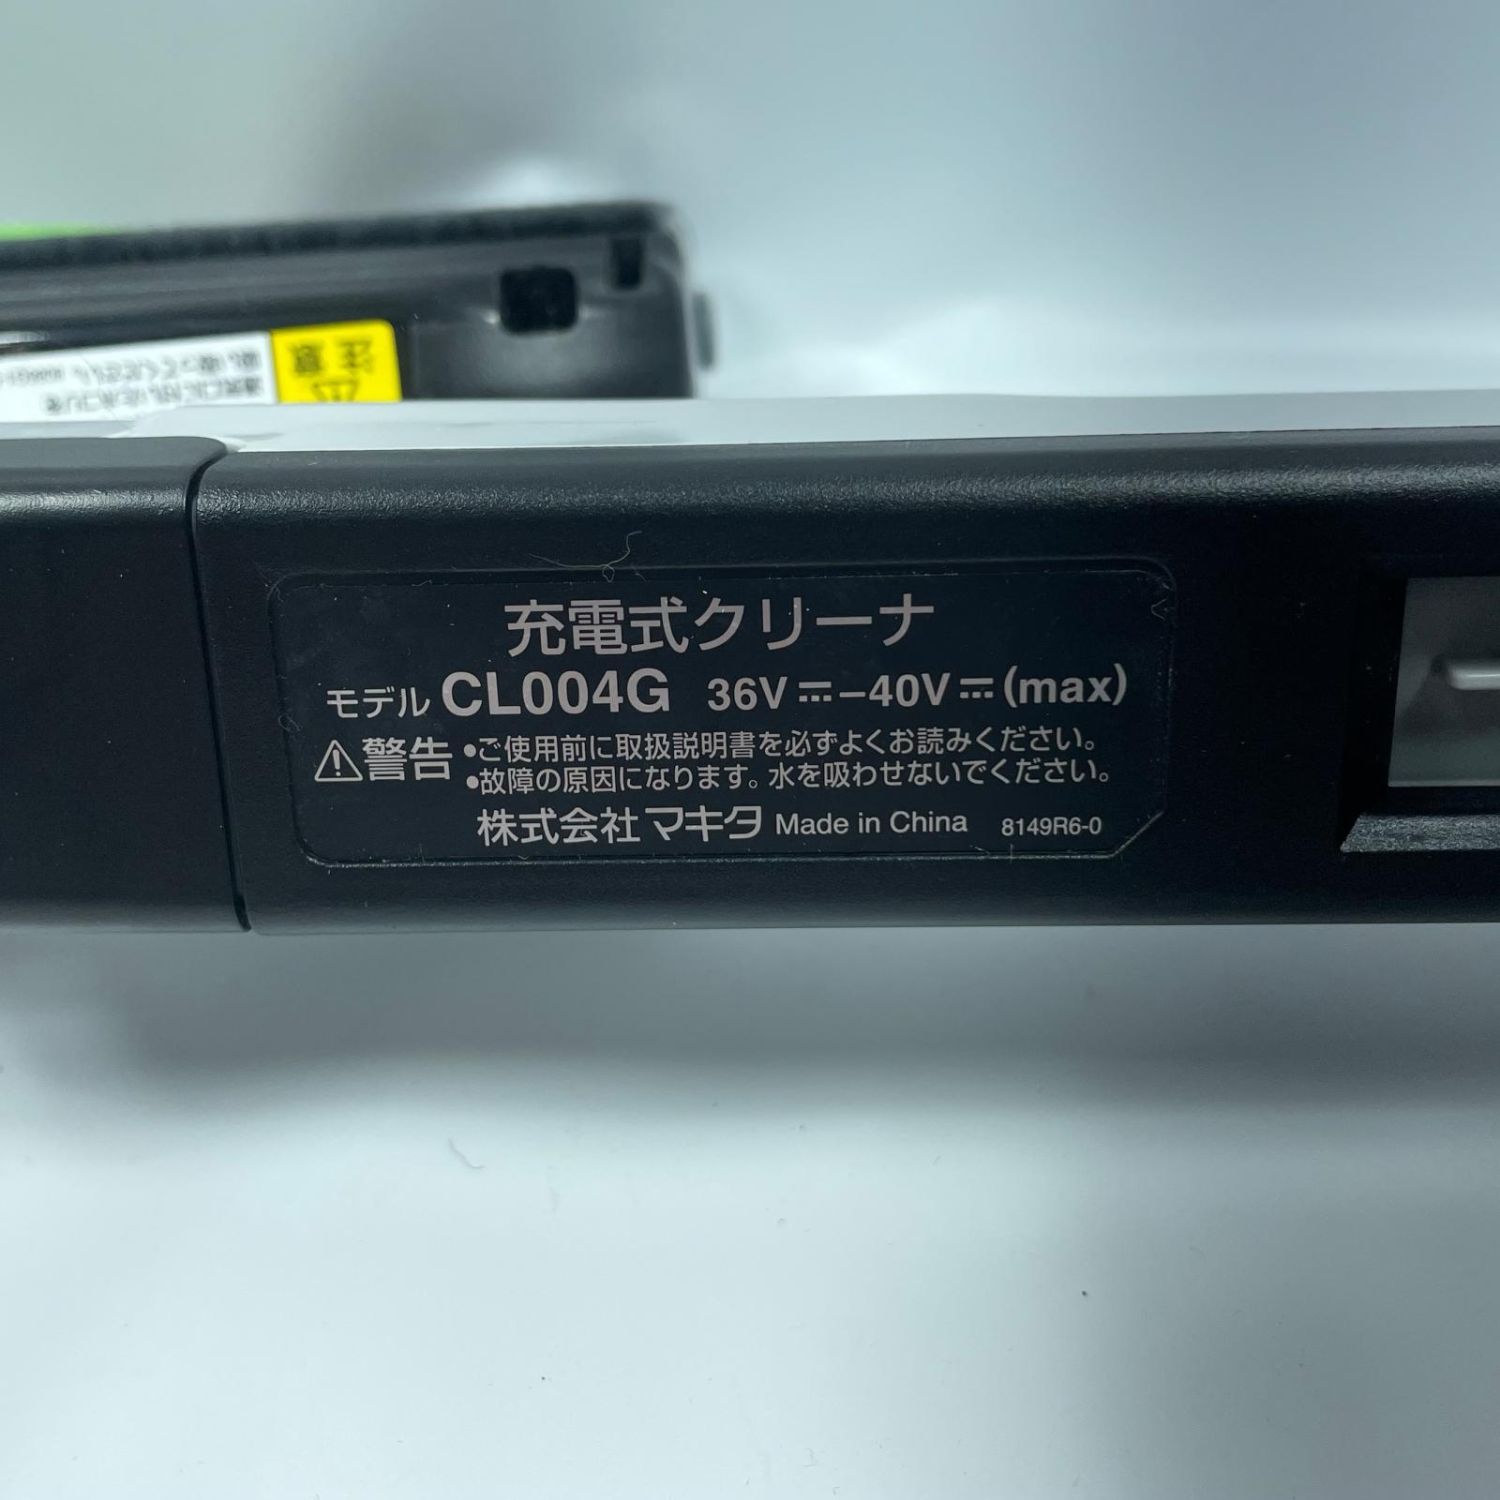 充電式クリーナ
モデル CL004G 36V⎓–40V⎓(max)
⚠警告 •ご使用前に取扱説明書を必ずよくお読みください。
•故障の原因になります。水を吸わせないでください。
株式会社マキタ Made in China 8149R6-0